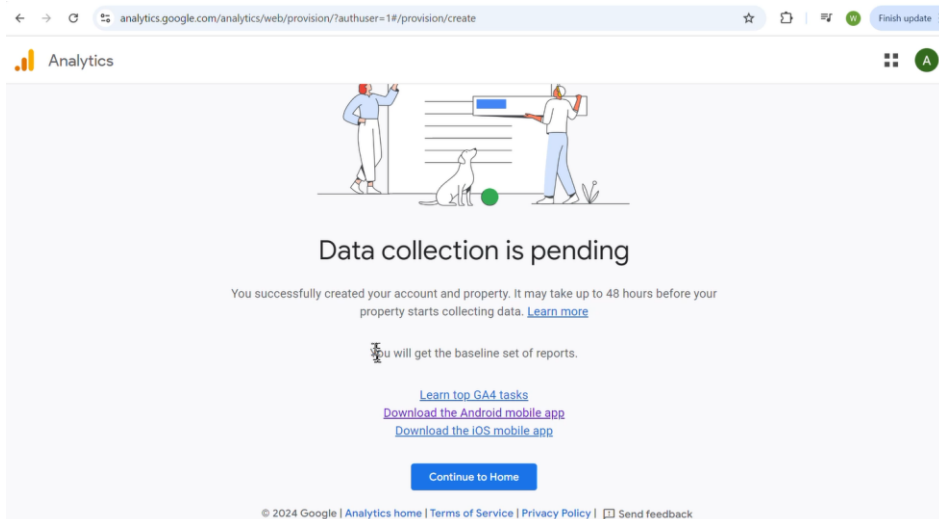 analytics.google.com/analytics/web/provision/?authuser=1#/provision/create
W
Finish update
Analytics
A
Data collection is pending
You successfully created your account and property. It may take up to 48 hours before your
property starts collecting data. Learn more
You will get the baseline set of reports.
Learn top GA4 tasks
Download the Android mobile app
Download the iOS mobile app
Continue to Home
© 2024 Google | Analytics home | Terms of Service | Privacy Policy | Send feedback